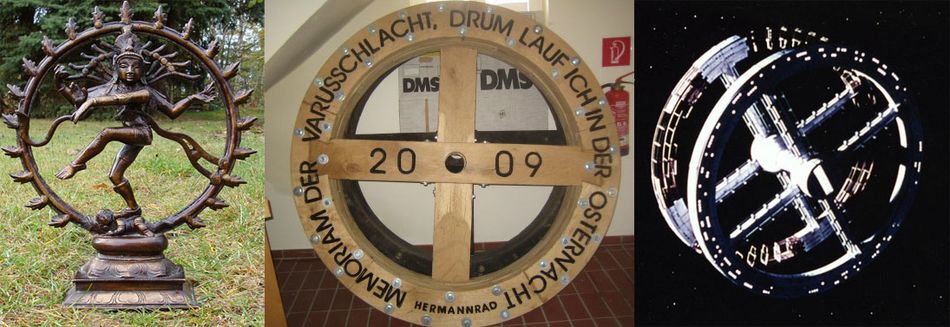 MEMORIAM DER VARUSSCHLACHT, DRUM LAUF ICH IN DER OSTERNACHT
DMS
DMS
20 09
HERMANNRAD